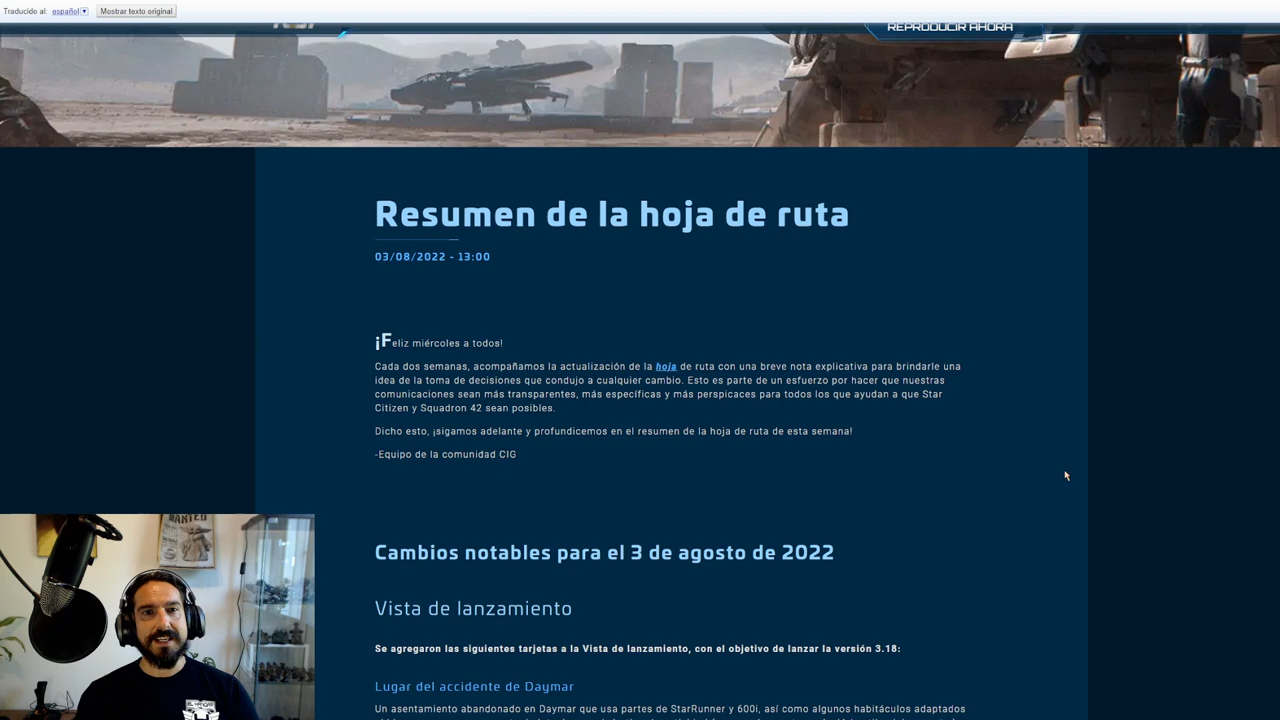 Traducido al: español Mostrar texto original
REPRODUCIR AHORA
Resumen de la hoja de ruta
03/08/2022 - 13:00
¡Feliz miércoles a todos!
Cada dos semanas, acompañamos la actualización de la hoja de ruta con una breve nota explicativa para brindarle una
idea de la toma de decisiones que condujo a cualquier cambio. Esto es parte de un esfuerzo por hacer que nuestras
comunicaciones sean más transparentes, más específicas y más perspicaces para todos los que ayudan a que Star
Citizen y Squadron 42 sean posibles.
Dicho esto, ¡sigamos adelante y profundicemos en el resumen de la hoja de ruta de esta semana!
-Equipo de la comunidad CIG
WANTED
Cambios notables para el 3 de agosto de 2022
Vista de lanzamiento
Se agregaron las siguientes tarjetas a la Vista de lanzamiento, con el objetivo de lanzar la versión 3.18:
Lugar del accidente de Daymar
Un asentamiento abandonado en Daymar que usa partes de StarRunner y 600i, así como algunos habitáculos adaptados